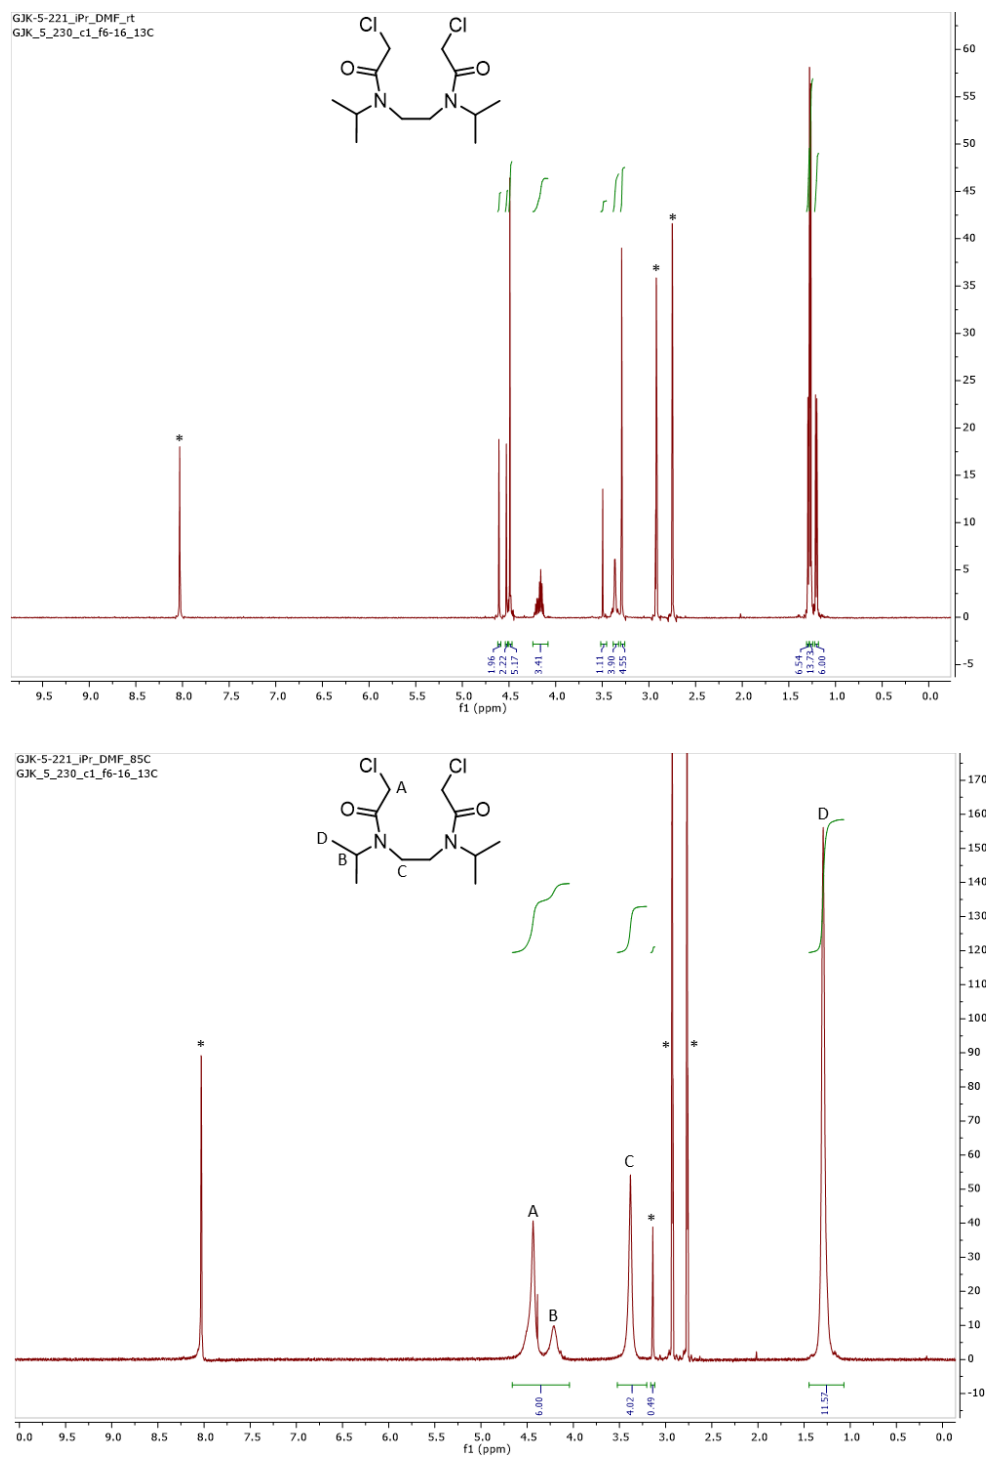 GJK-5-221_iPr_DMF_rt
GJK_5_230_c1_f6-16_13C
Cl Cl
O O
N N
60
55
50
45
40
35
30
25
20
15
10
5
0
-5
* * *
1.96 2.22 5.17 3.41 1.11 3.90 4.55 6.54 13.73 6.00
9.5 9.0 8.5 8.0 7.5 7.0 6.5 6.0 5.5 5.0 4.5 4.0 3.5 3.0 2.5 2.0 1.5 1.0 0.5 0.0
f1 (ppm)
GJK-5-221_iPr_DMF_85C
GJK_5_230_c1_f6-16_13C
Cl Cl
A
O O
D N N
B
C
170
160
150
140
130
120
110
100
90
80
70
60
50
40
30
20
10
0
-10
* A B C * * * D
6.00 4.02 0.49 11.57
0.0 9.5 9.0 8.5 8.0 7.5 7.0 6.5 6.0 5.5 5.0 4.5 4.0 3.5 3.0 2.5 2.0 1.5 1.0 0.5 0.0
f1 (ppm)